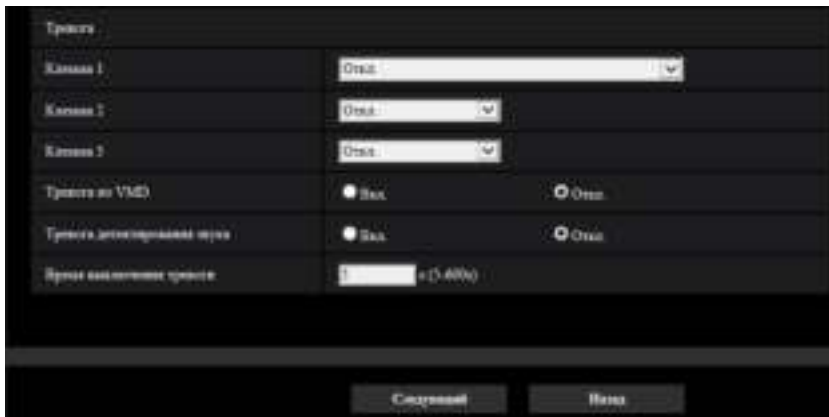 Тревога
Клемма 1 Откл.
Клемма 2 Откл.
Клемма 3 Откл.
Тревога по VMD Вкл. Откл.
Тревога детектирования звука Вкл. Откл.
Время выключения тревоги 5 с (5-600s)
Следующий Назад